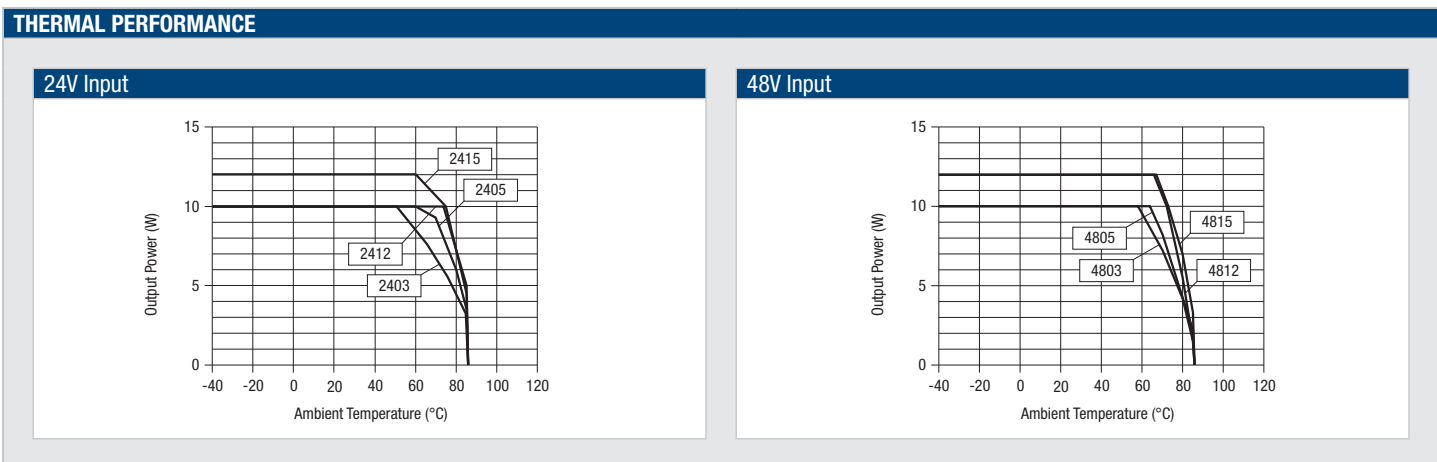 THERMAL PERFORMANCE
24V Input
15
10
5
0
Output Power (W)
2415
2405
2412
2403
-40 -20 0 20 40 60 80 100 120
Ambient Temperature (°C)
48V Input
15
10
5
0
Output Power (W)
4815
4805
4803
4812
-40 -20 0 20 40 60 80 100 120
Ambient Temperature (°C)